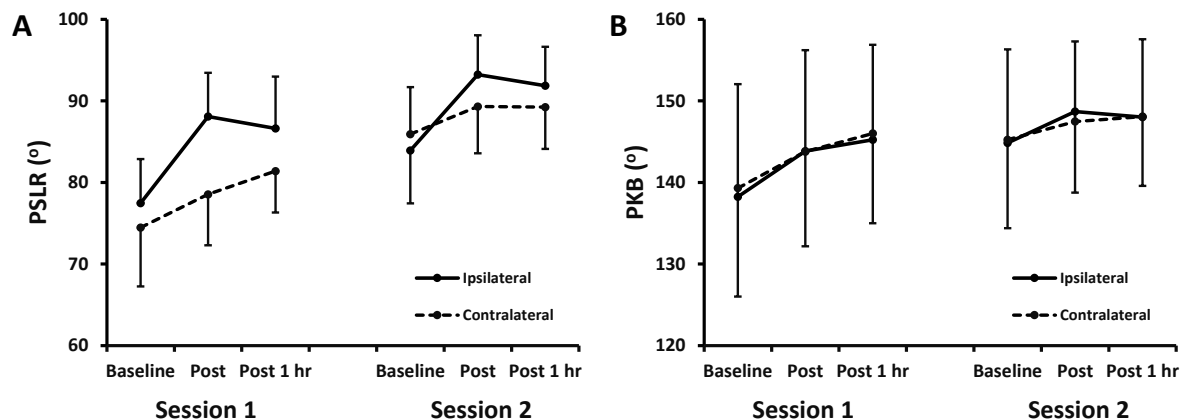 A
B
PSLR (º)
100
90
80
70
60
Ipsilateral
Contralateral
Baseline Post Post 1 hr Baseline Post Post 1 hr
Session 1 Session 2
PKB (º)
160
150
140
130
120
Ipsilateral
Contralateral
Baseline Post Post 1 hr Baseline Post Post 1 hr
Session 1 Session 2